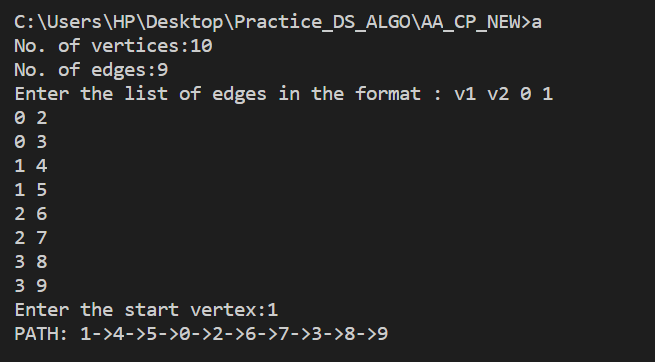 C:\Users\HP\Desktop\Practice_DS_ALGO\AA_CP_NEW>a
No. of vertices:10
No. of edges:9
Enter the list of edges in the format : v1 v2 0 1
0 2
0 3
1 4
1 5
2 6
2 7
3 8
3 9
Enter the start vertex:1
PATH: 1->4->5->0->2->6->7->3->8->9